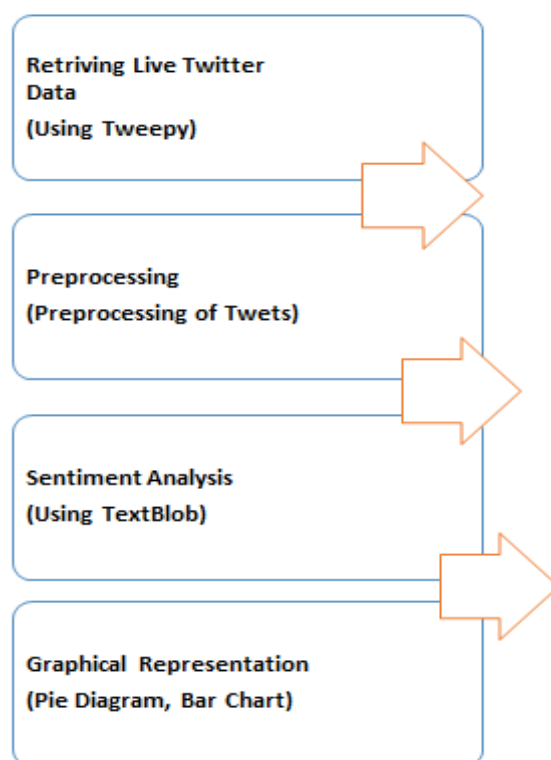 Retriving Live Twitter
Data
(Using Tweepy)
Preprocessing
(Preprocessing of Twets)
Sentiment Analysis
(Using TextBlob)
Graphical Representation
(Pie Diagram, Bar Chart)